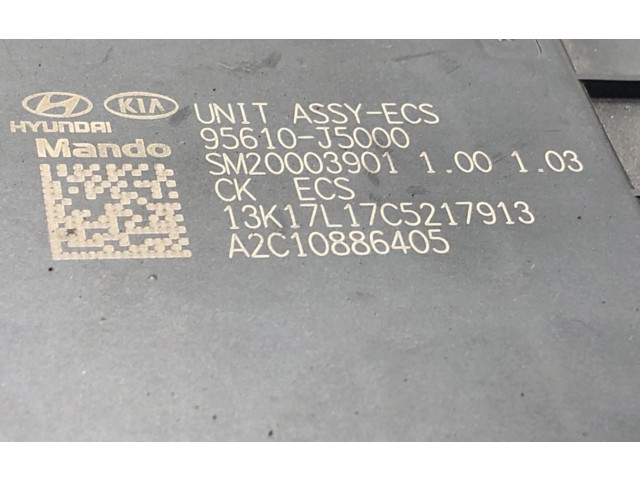 HYUNDAI KIA
Mando
UNIT ASSY-ECS
95610-J5000
SM20003901 1.00 1.03
CK ECS
13K17L17C5217913
A2C10886405